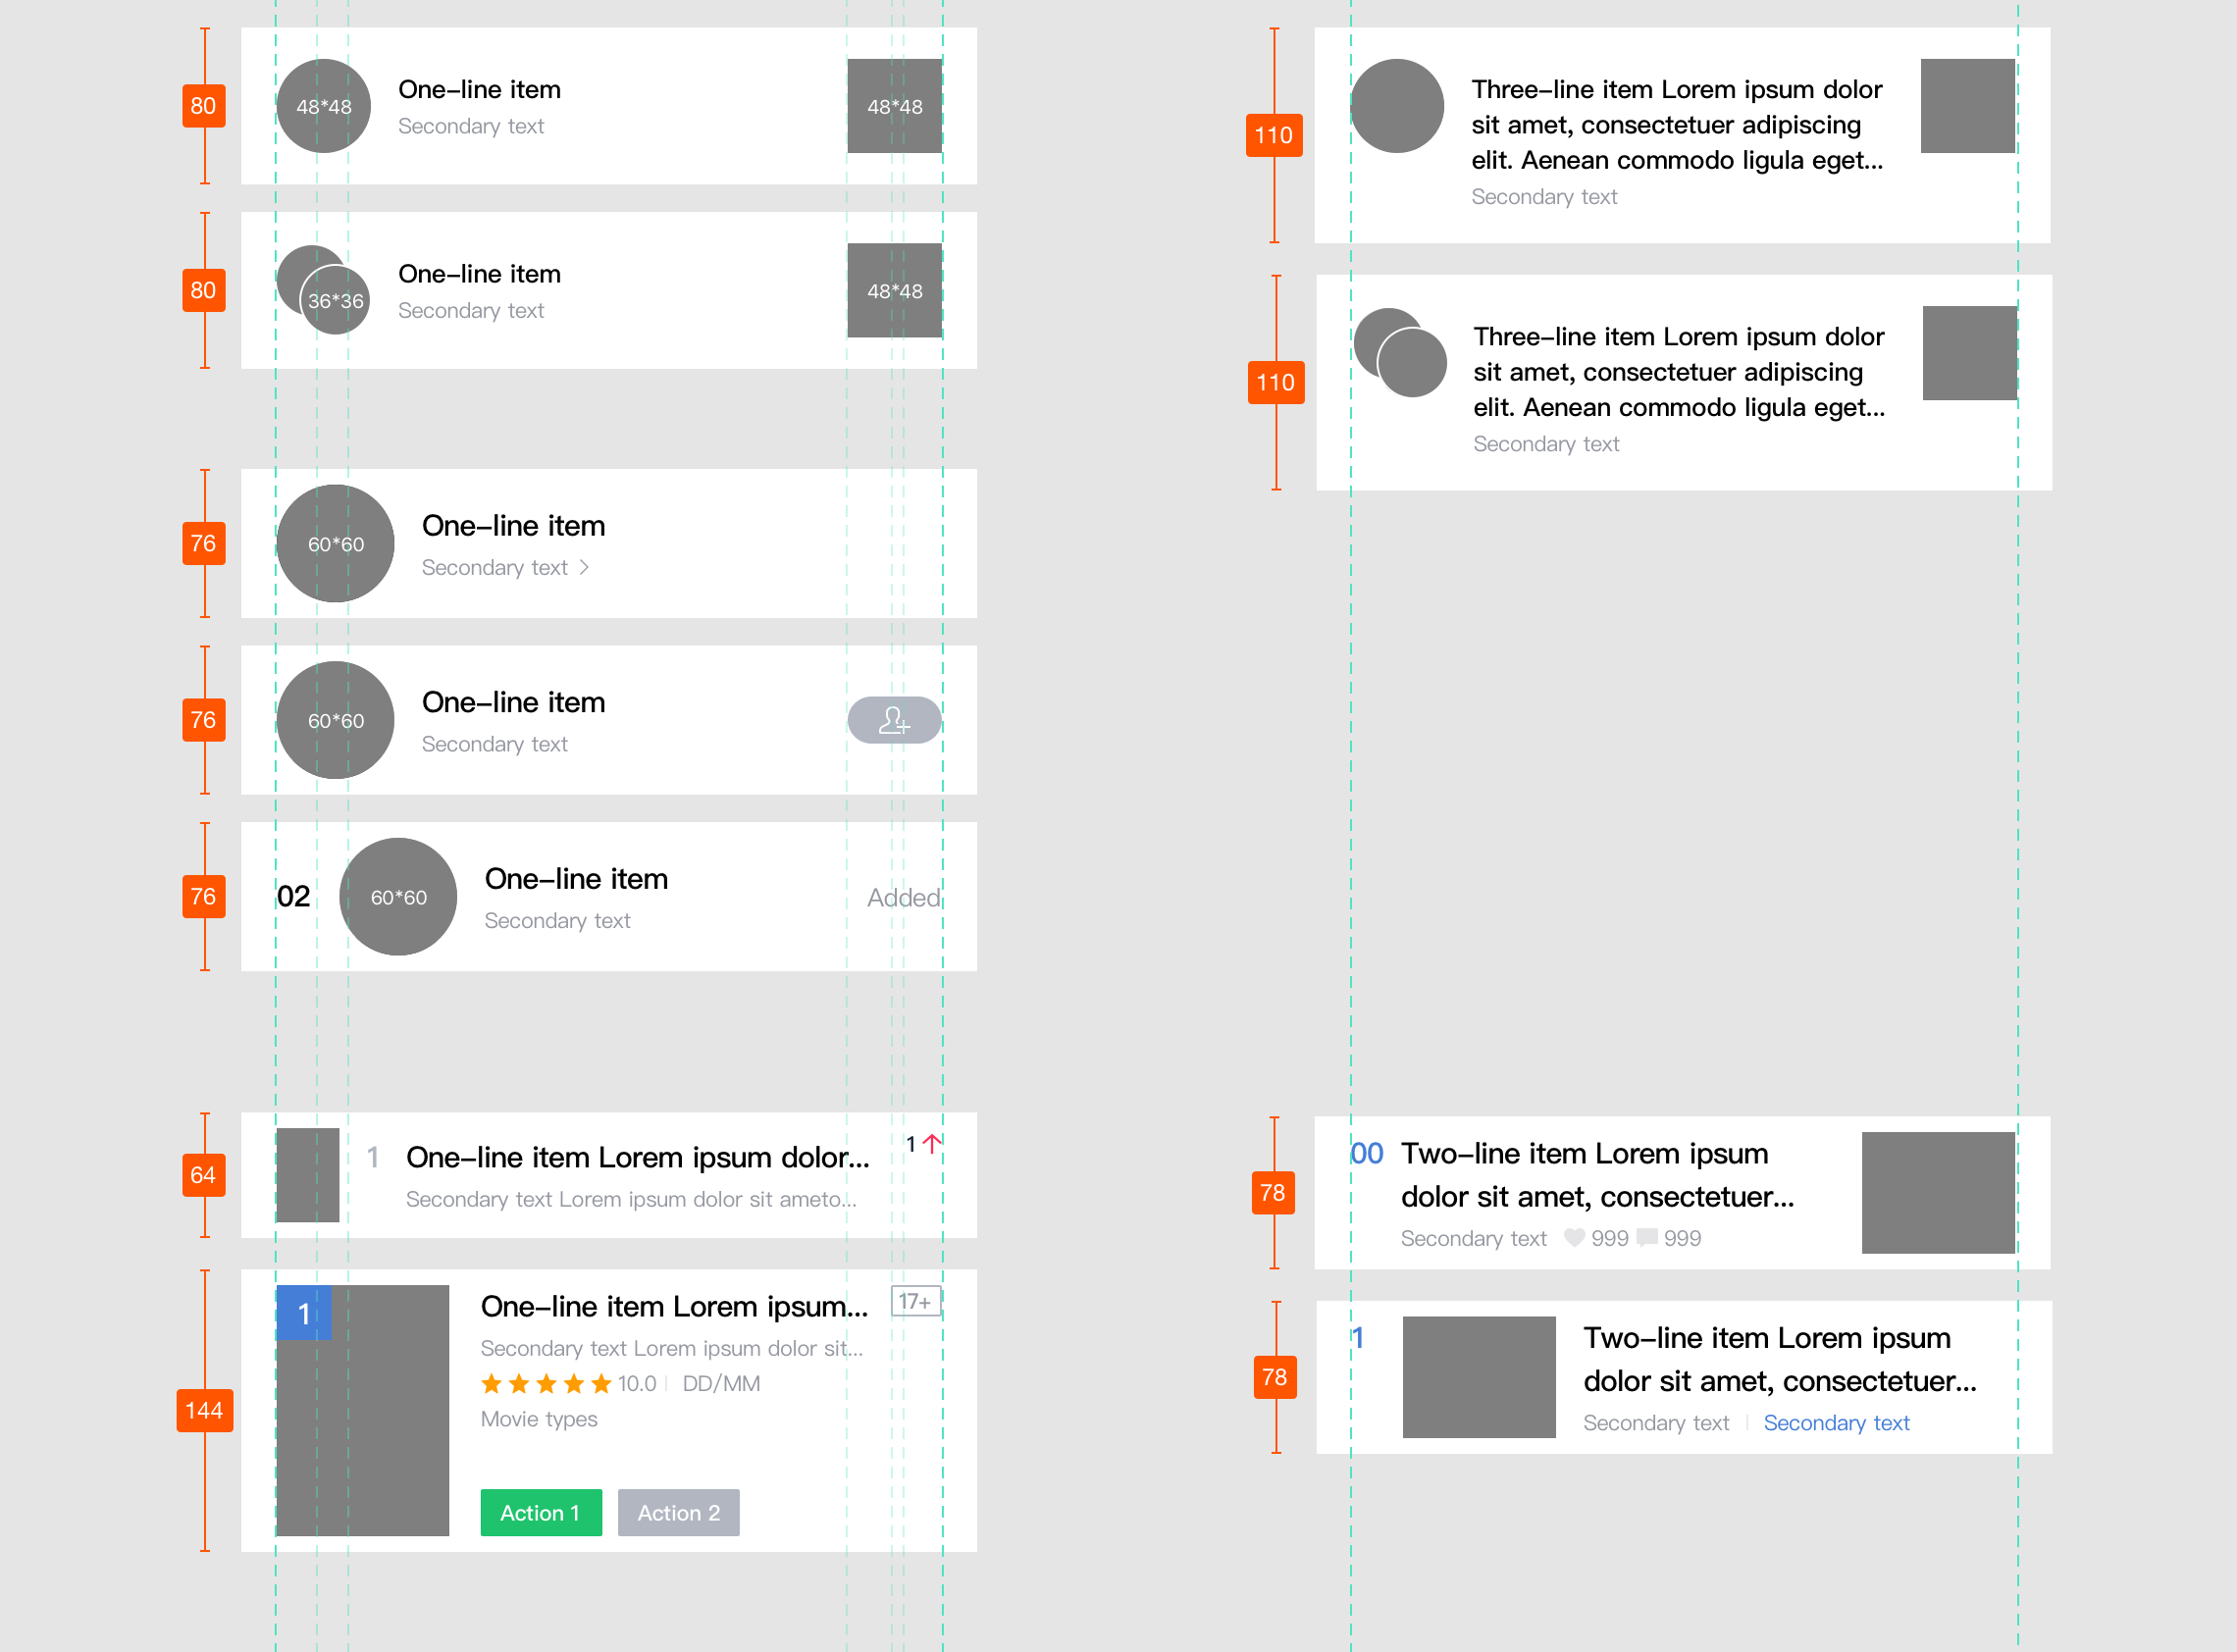 80
48*48
One–line item
Secondary text
48*48
80
36*36
One–line item
Secondary text
48*48
76
60*60
One–line item
Secondary text
76
60*60
One–line item
Secondary text
76
02
60*60
One–line item
Secondary text
Added
64
1
One–line item Lorem ipsum dolor...
Secondary text Lorem ipsum dolor sit ameto...
1
144
1
One–line item Lorem ipsum...
17+
Secondary text Lorem ipsum dolor sit...
10.0 DD/MM
Movie types
Action 1
Action 2
110
Three–line item Lorem ipsum dolor
sit amet, consectetuer adipiscing
elit. Aenean commodo ligula eget...
Secondary text
110
Three–line item Lorem ipsum dolor
sit amet, consectetuer adipiscing
elit. Aenean commodo ligula eget...
Secondary text
78
00
Two–line item Lorem ipsum
dolor sit amet, consectetuer...
Secondary text 999 999
78
1
Two–line item Lorem ipsum
dolor sit amet, consectetuer...
Secondary text Secondary text